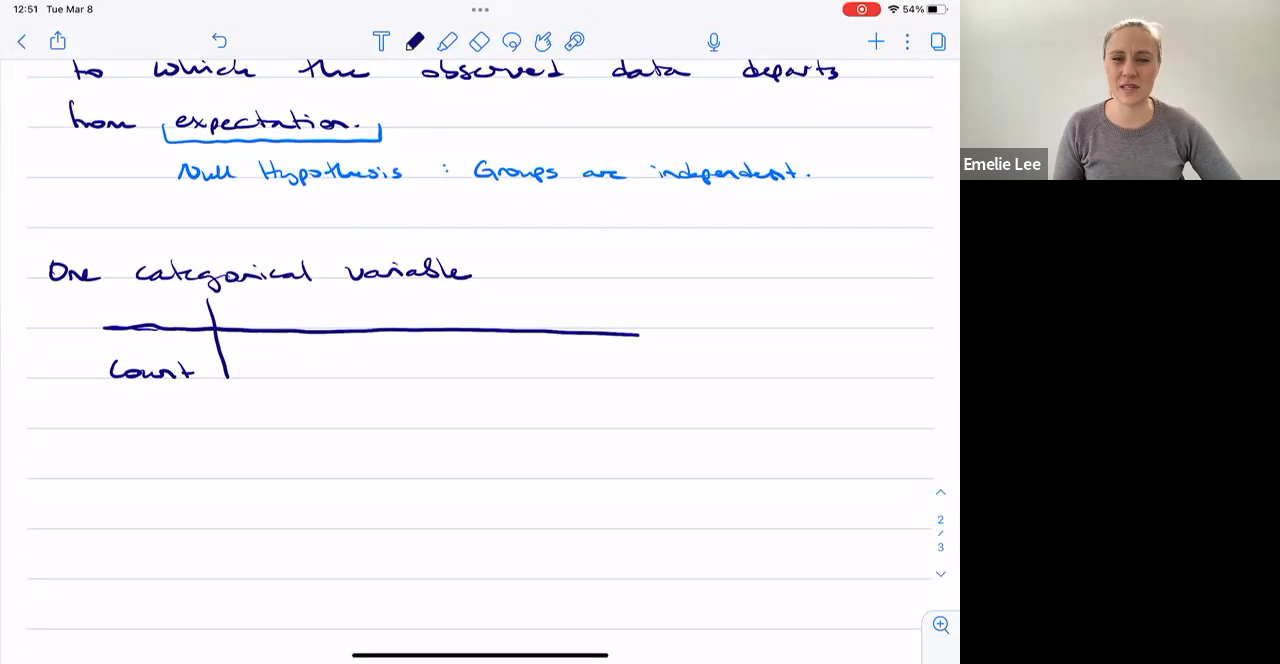 12:51 Tue Mar 8
54%
to which the observed data departs
from expectation.
Null Hypothesis : Groups are independent.
One categorical variable
Count
Emelie Lee
2
3